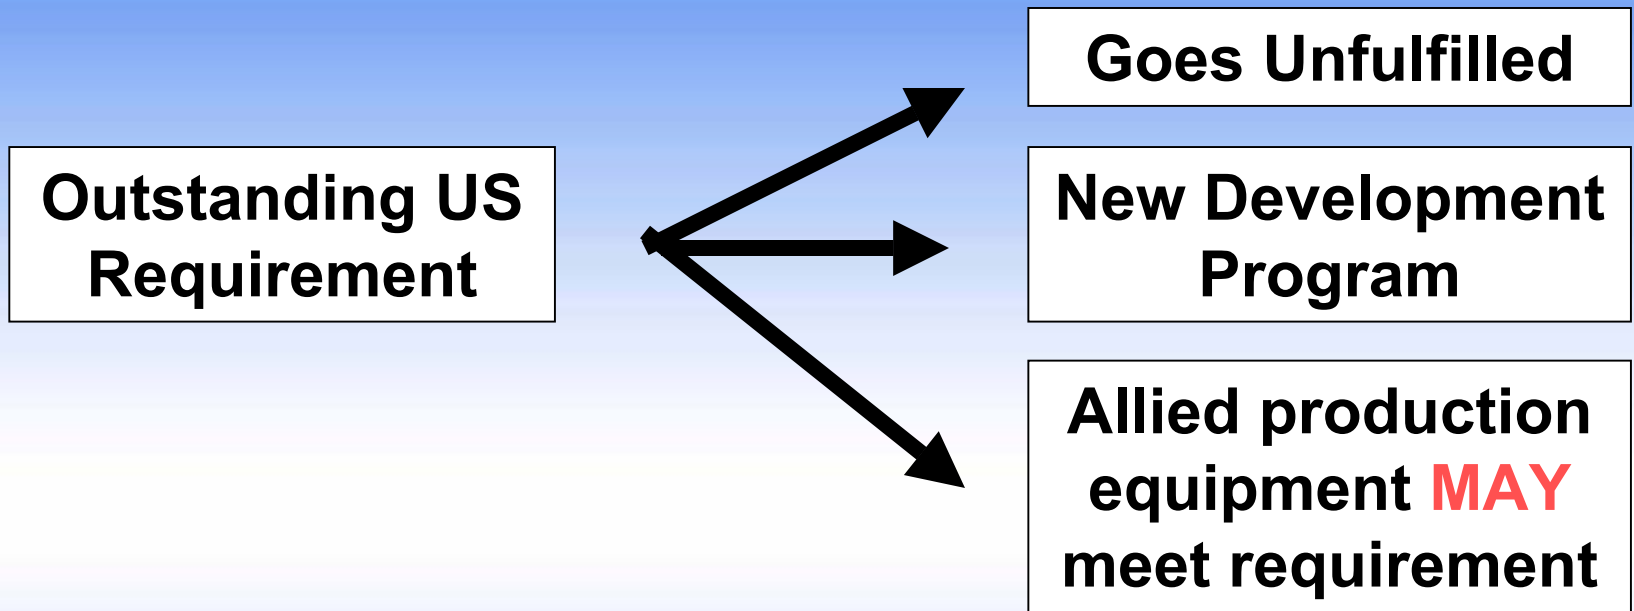 Goes Unfulfilled
Outstanding US
Requirement
New Development
Program
Allied production
equipment MAY
meet requirement